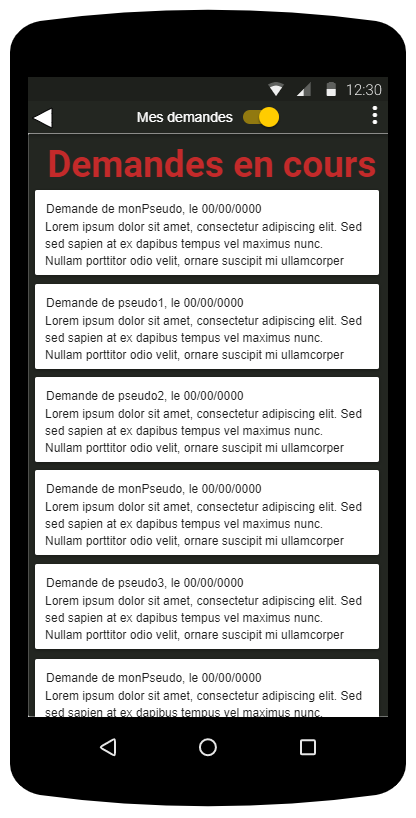 12:30
Mes demandes
Demandes en cours
Demande de monPseudo, le 00/00/0000
Lorem ipsum dolor sit amet, consectetur adipiscing elit. Sed
sed sapien at ex dapibus tempus vel maximus nunc.
Nullam porttitor odio velit, ornare suscipit mi ullamcorper
Demande de pseudo1, le 00/00/0000
Lorem ipsum dolor sit amet, consectetur adipiscing elit. Sed
sed sapien at ex dapibus tempus vel maximus nunc.
Nullam porttitor odio velit, ornare suscipit mi ullamcorper
Demande de pseudo2, le 00/00/0000
Lorem ipsum dolor sit amet, consectetur adipiscing elit. Sed
sed sapien at ex dapibus tempus vel maximus nunc.
Nullam porttitor odio velit, ornare suscipit mi ullamcorper
Demande de monPseudo, le 00/00/0000
Lorem ipsum dolor sit amet, consectetur adipiscing elit. Sed
sed sapien at ex dapibus tempus vel maximus nunc.
Nullam porttitor odio velit, ornare suscipit mi ullamcorper
Demande de pseudo3, le 00/00/0000
Lorem ipsum dolor sit amet, consectetur adipiscing elit. Sed
sed sapien at ex dapibus tempus vel maximus nunc.
Nullam porttitor odio velit, ornare suscipit mi ullamcorper
Demande de monPseudo, le 00/00/0000
Lorem ipsum dolor sit amet, consectetur adipiscing elit. Sed
sed sapien at ex dapibus tempus vel maximus nunc.